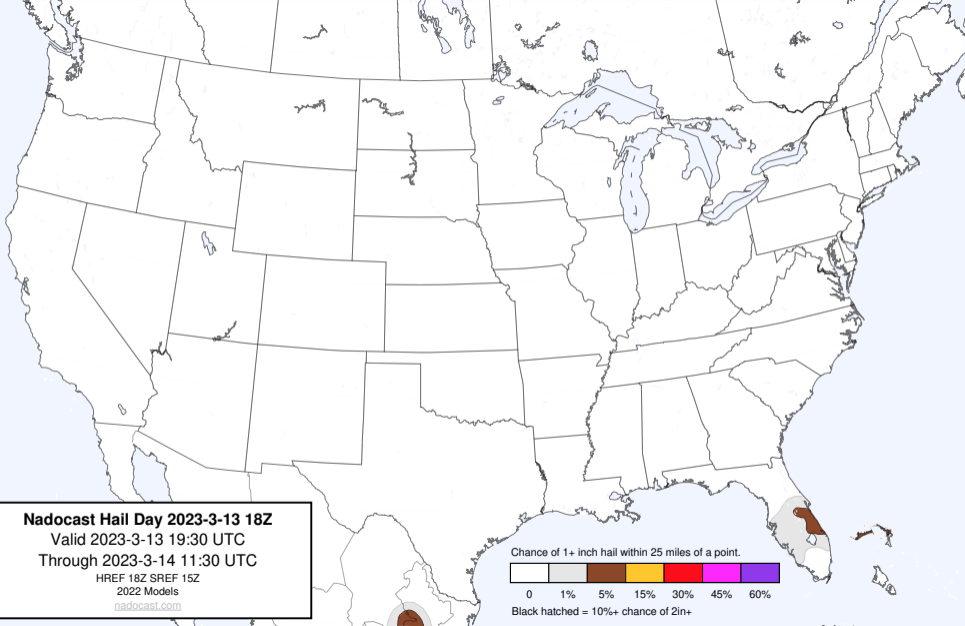 Nadocast Hail Day 2023-3-13 18Z
Valid 2023-3-13 19:30 UTC
Through 2023-3-14 11:30 UTC
HREF 18Z SREF 15Z
2022 Models
nadocast.com
Chance of 1+ inch hail within 25 miles of a point.
0 1% 5% 15% 30% 45% 60%
Black hatched = 10%+ chance of 2in+